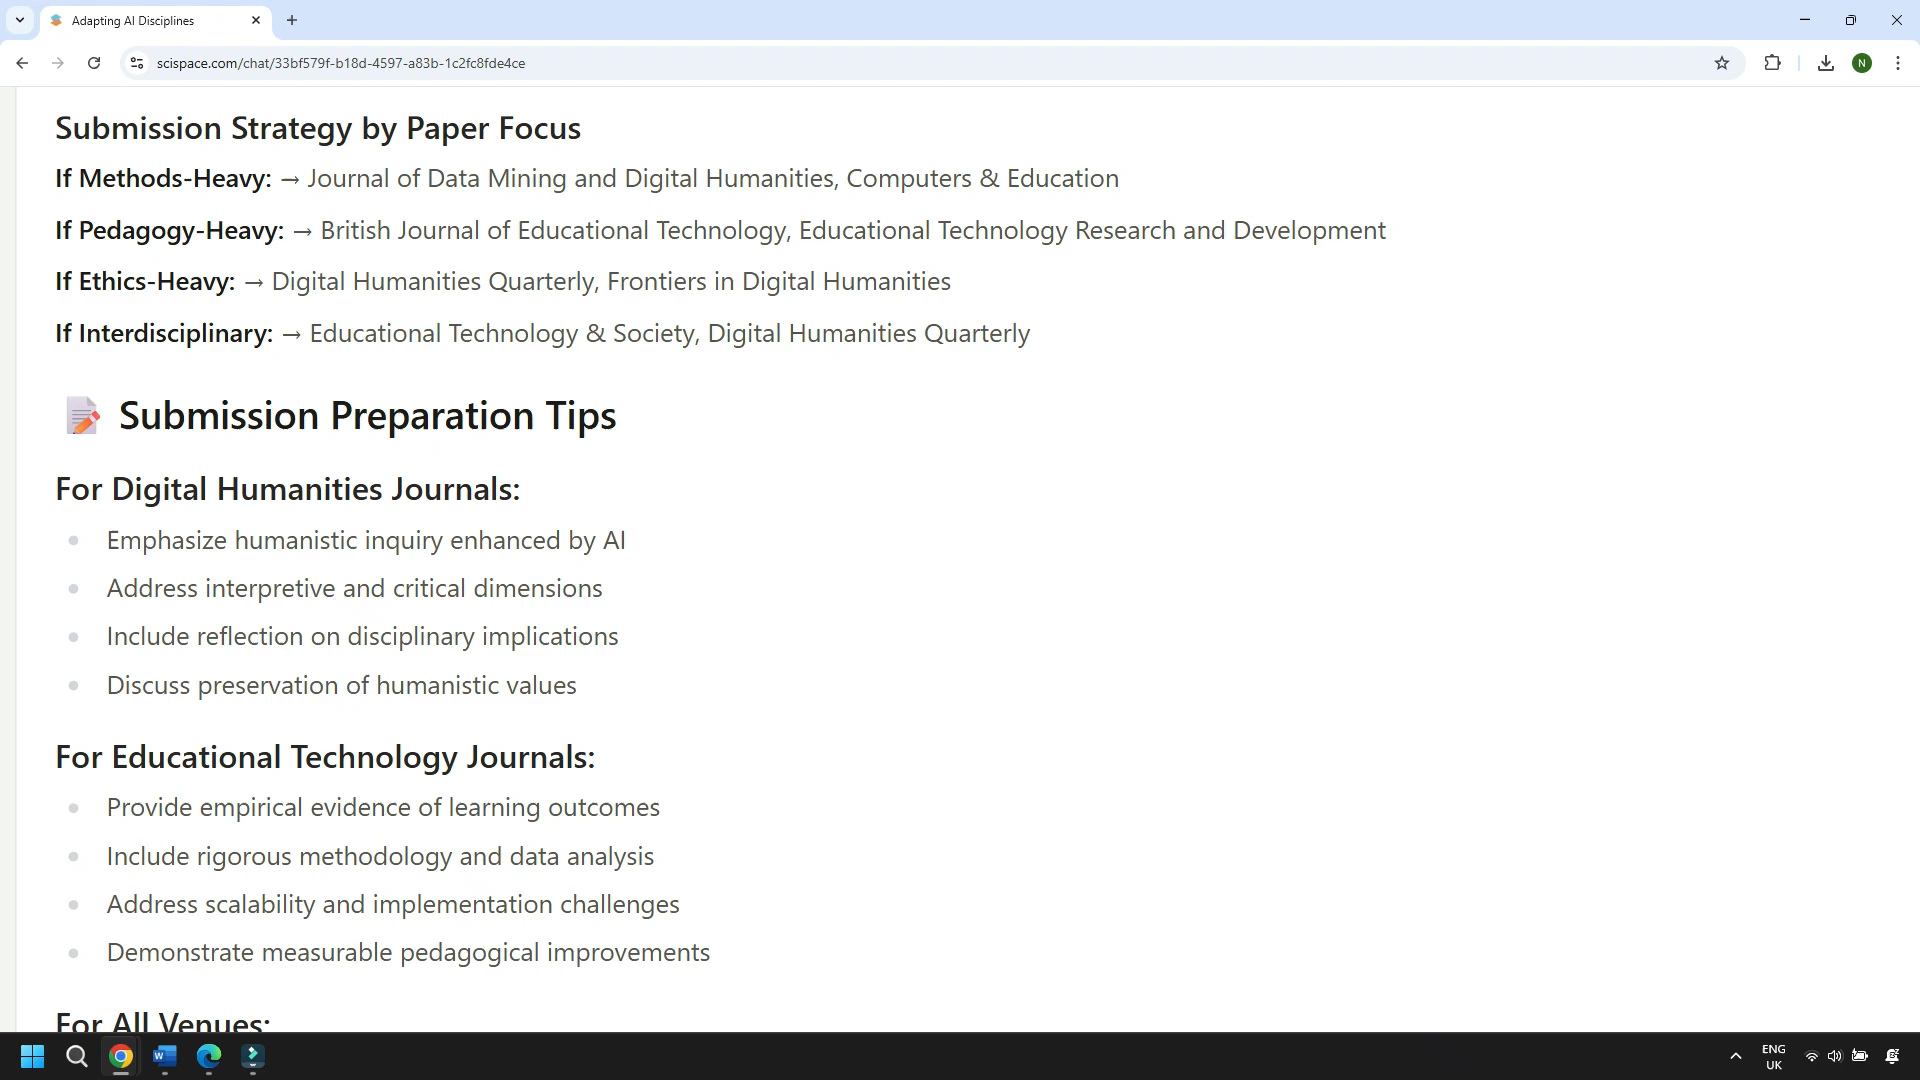 Adapting AI Disciplines
scispace.com/chat/33bf579f-b18d-4597-a83b-1c2fc8fde4ce
N
Submission Strategy by Paper Focus
If Methods-Heavy: → Journal of Data Mining and Digital Humanities, Computers & Education
If Pedagogy-Heavy: → British Journal of Educational Technology, Educational Technology Research and Development
If Ethics-Heavy: → Digital Humanities Quarterly, Frontiers in Digital Humanities
If Interdisciplinary: → Educational Technology & Society, Digital Humanities Quarterly
Submission Preparation Tips
For Digital Humanities Journals:
Emphasize humanistic inquiry enhanced by AI
Address interpretive and critical dimensions
Include reflection on disciplinary implications
Discuss preservation of humanistic values
For Educational Technology Journals:
Provide empirical evidence of learning outcomes
Include rigorous methodology and data analysis
Address scalability and implementation challenges
Demonstrate measurable pedagogical improvements
For All Venues:
ENG
UK